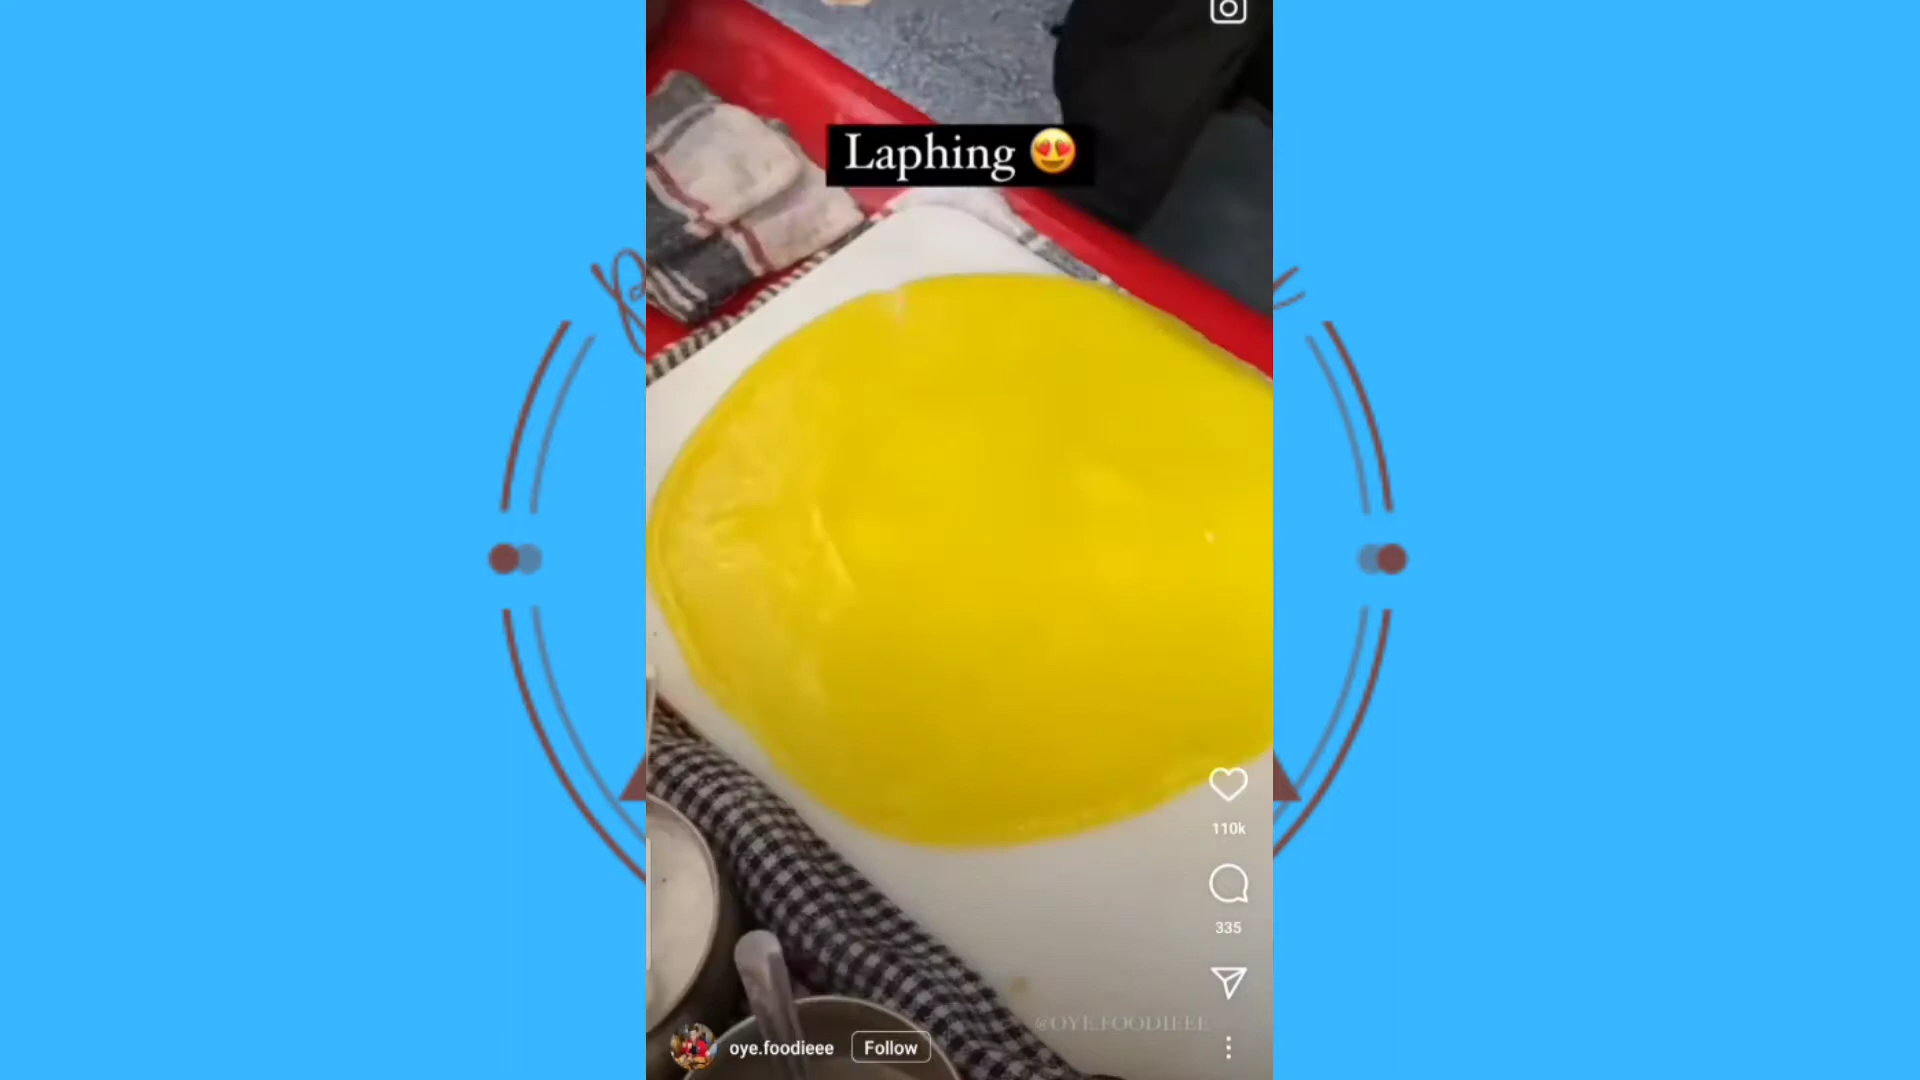 Laphing 😍
110k
335
@OYE.FOODIEEE
oye.foodieee
Follow